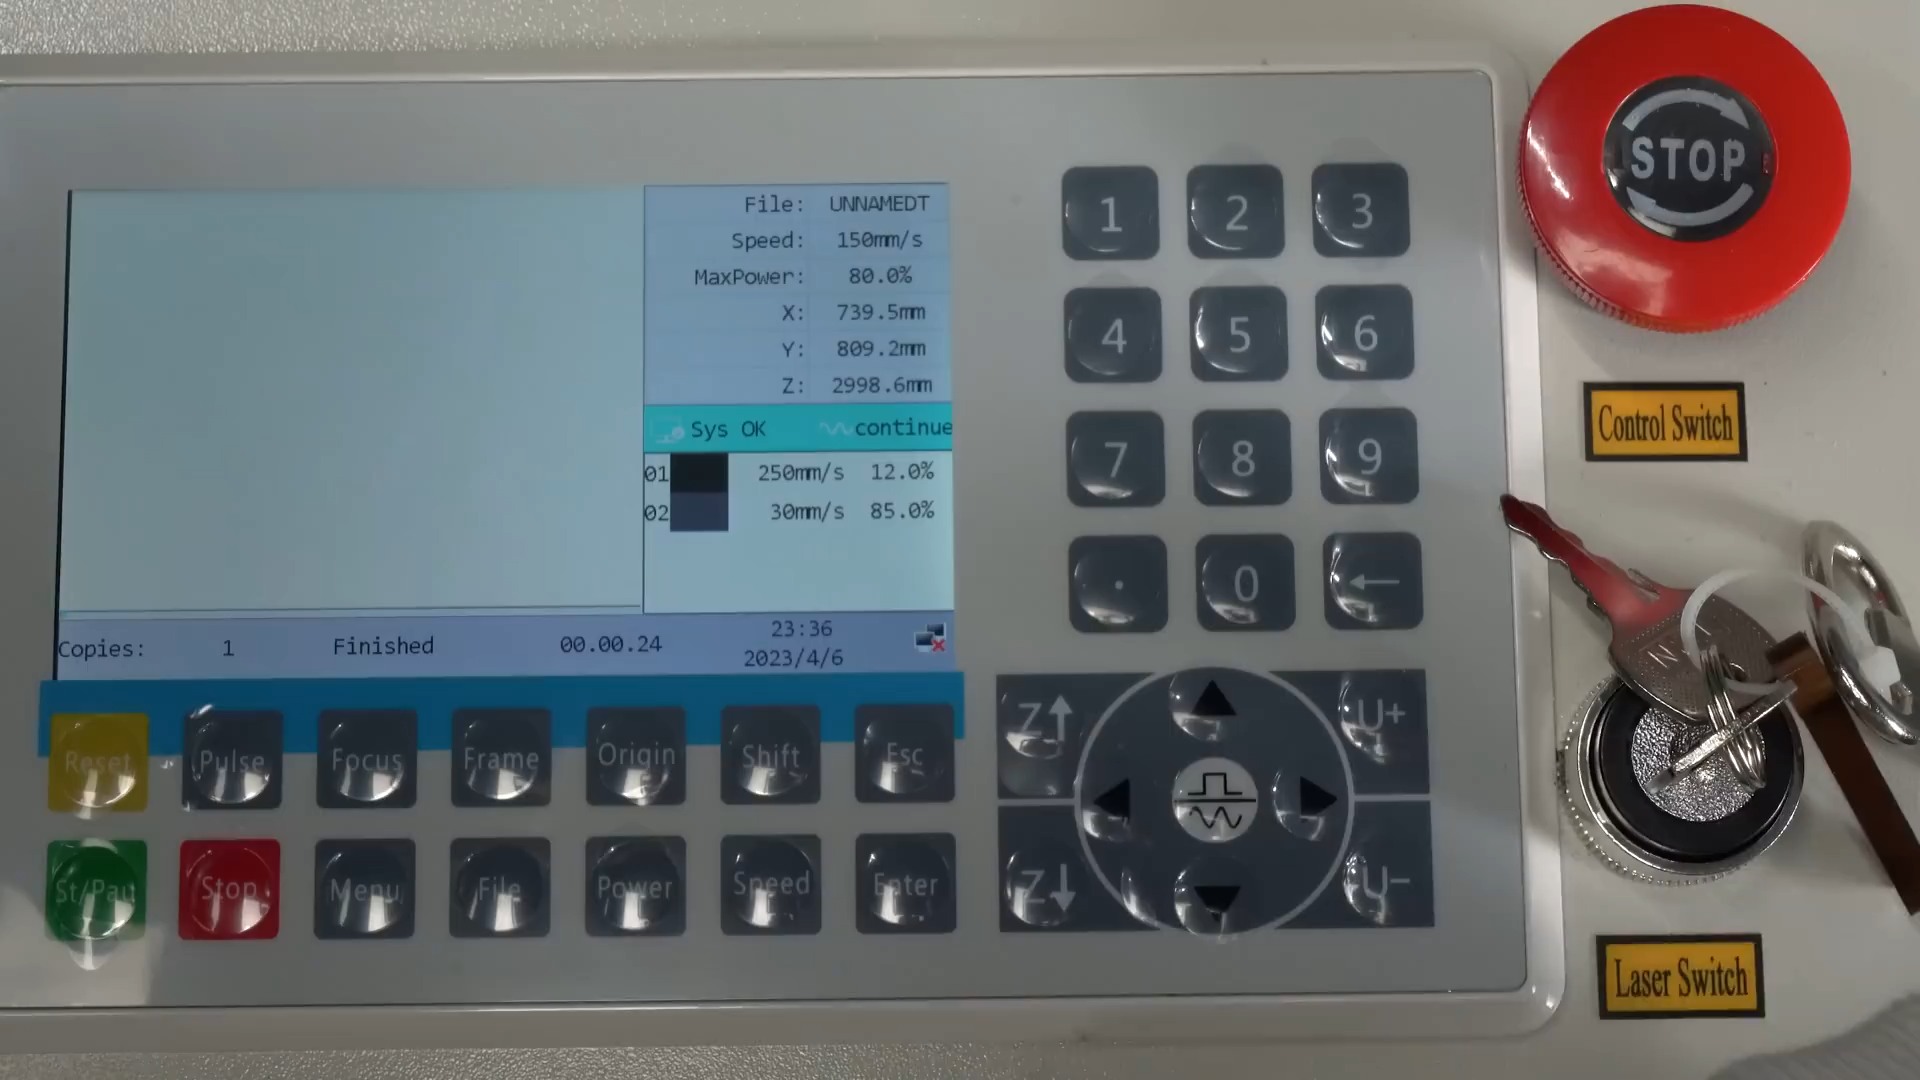 File: UNNAMEDT
Speed: 150mm/s
MaxPower: 80.0%
X: 739.5mm
Y: 809.2mm
Z: 2998.6mm
Sys OK continue
01 250mm/s 12.0%
02 30mm/s 85.0%
Copies: 1 Finished 00.00.24 23:36
2023/4/6
Reset Pulse Focus Frame Origin Shift Esc
St/Pau Stop Menu File Power Speed Enter
1 2 3
4 5 6
7 8 9
. 0 ←
Z↑ U+
Z↓ U-
STOP
Control Switch
Laser Switch